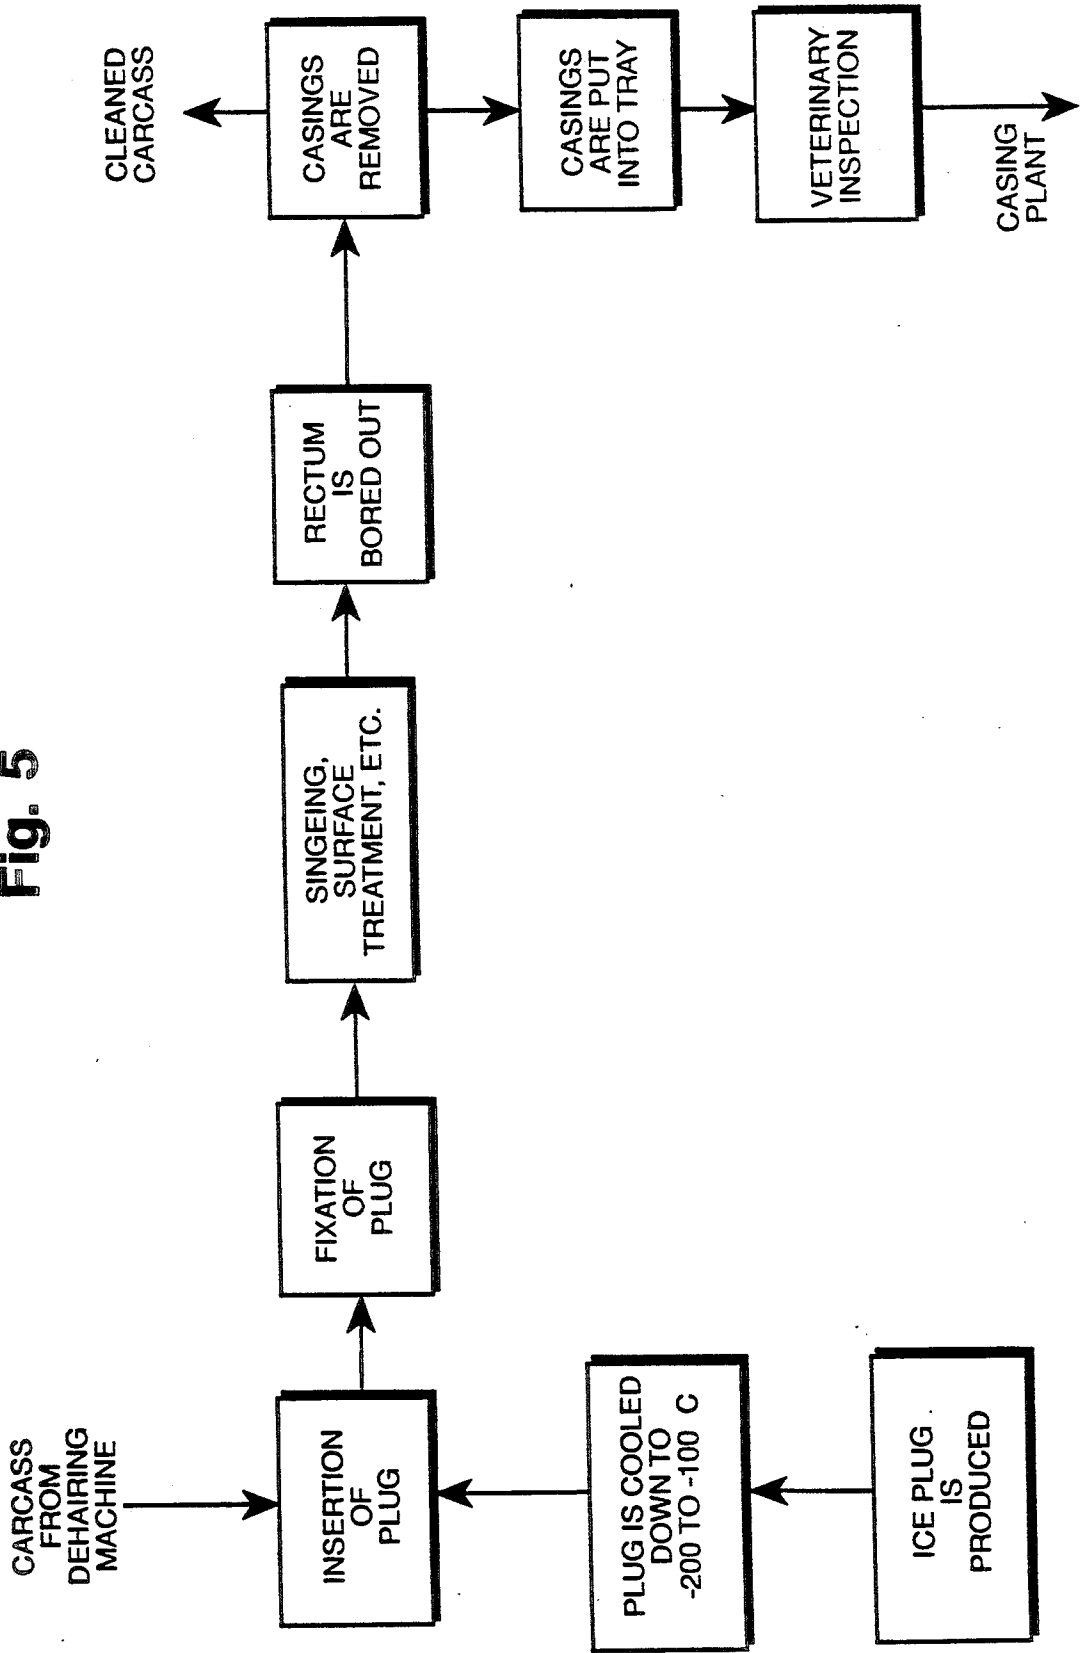 Fig. 5
CARCASS
FROM
DEHAIRING
MACHINE
INSERTION
OF
PLUG
PLUG IS COOLED
DOWN TO
-200 TO -100 C
ICE PLUG
IS
PRODUCED
FIXATION
OF
PLUG
SINGEING,
SURFACE
TREATMENT, ETC.
RECTUM
IS
BORED OUT
CLEANED
CARCASS
CASINGS
ARE
REMOVED
CASINGS
ARE PUT
INTO TRAY
VETERINARY
INSPECTION
CASING
PLANT